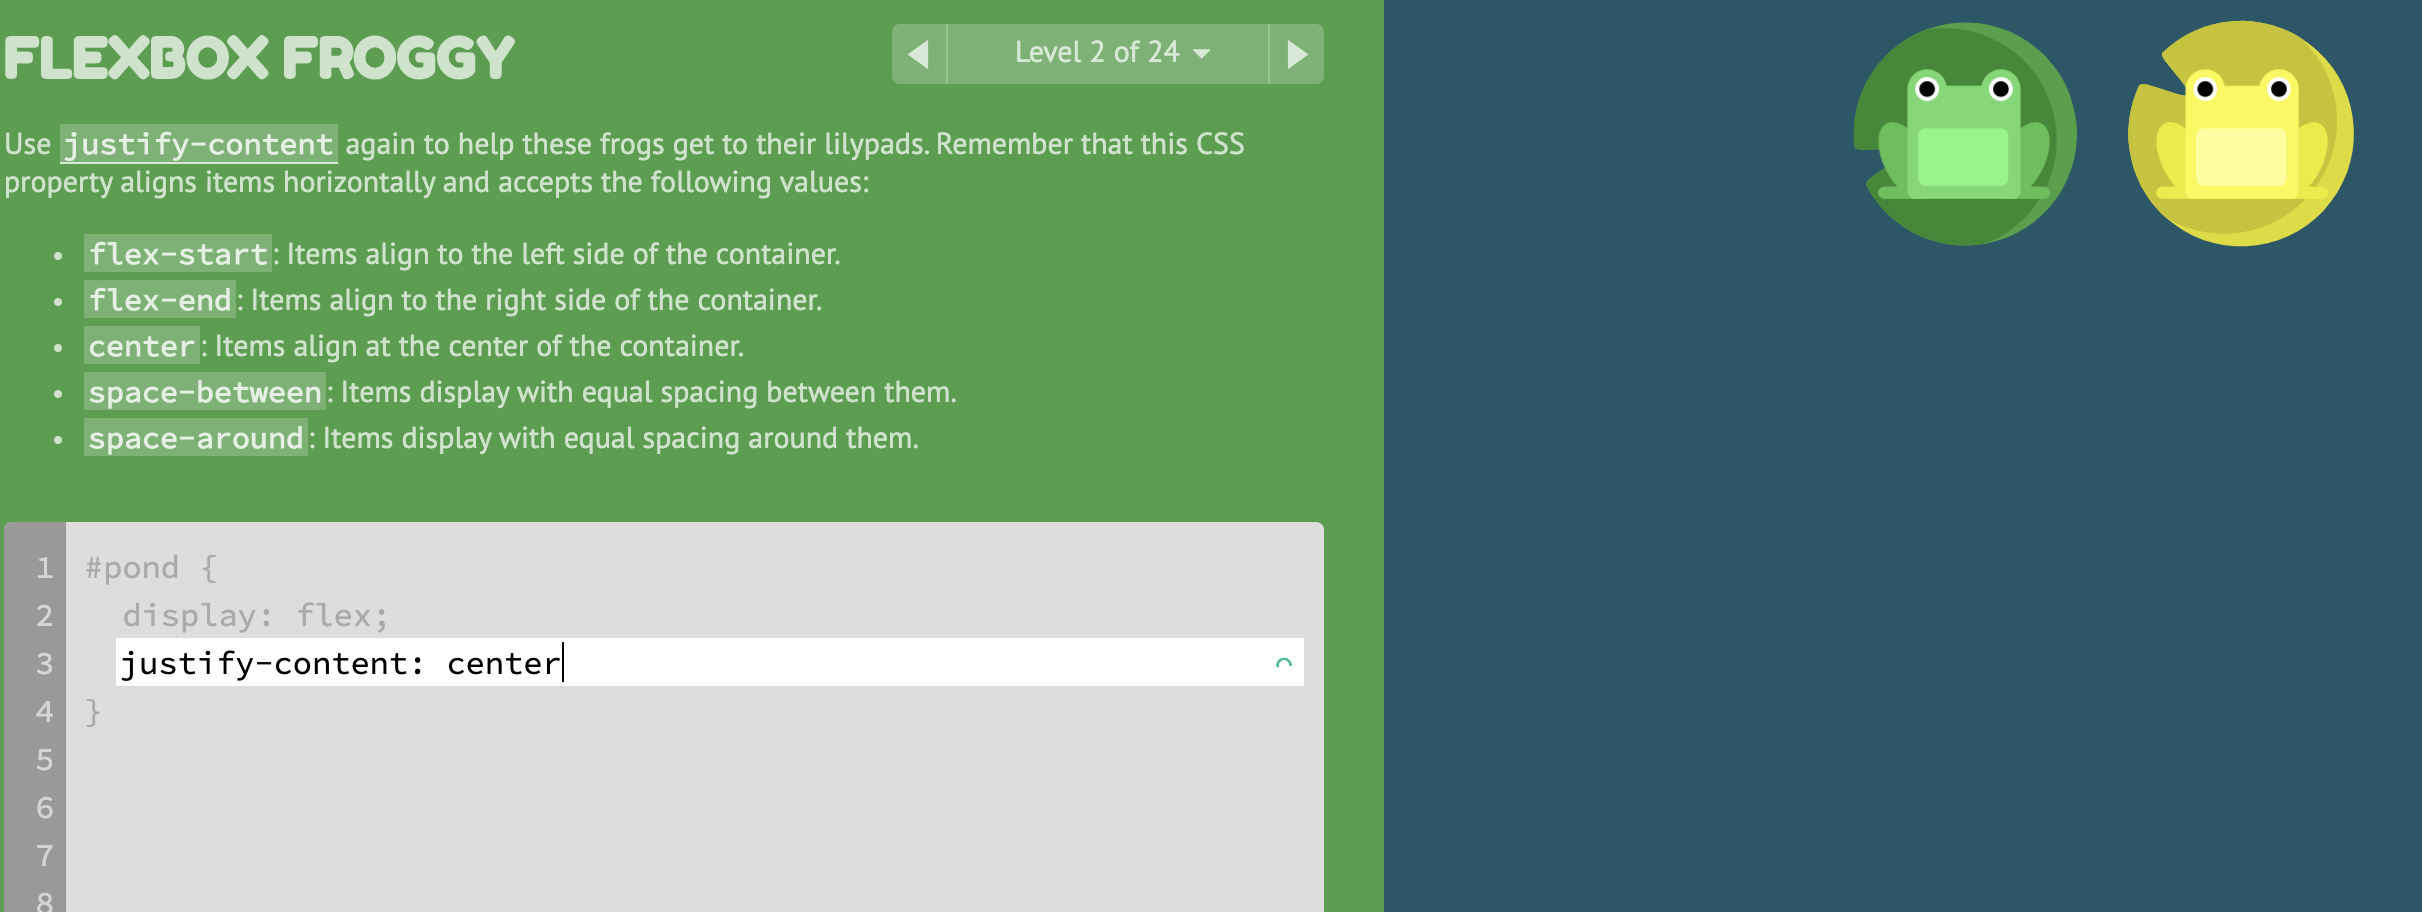 FLEXBOX FROGGY
Level 2 of 24
Use justify-content again to help these frogs get to their lilypads. Remember that this CSS
property aligns items horizontally and accepts the following values:
• flex-start: Items align to the left side of the container.
• flex-end: Items align to the right side of the container.
• center: Items align at the center of the container.
• space-between: Items display with equal spacing between them.
• space-around: Items display with equal spacing around them.
1 #pond {
2 display: flex;
3 justify-content: center
4 }
5
6
7
8